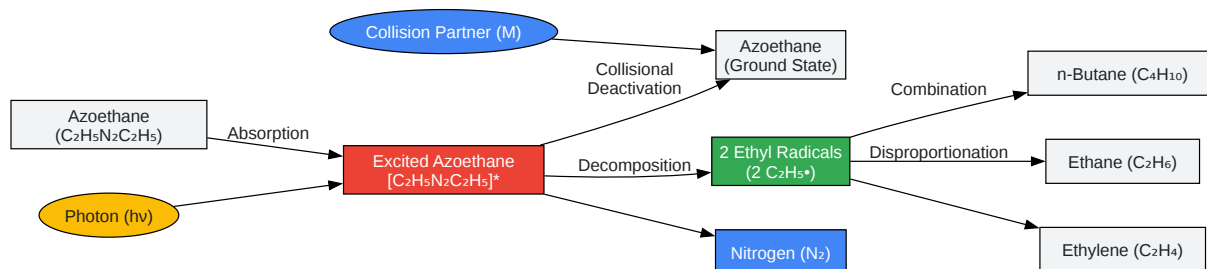 Collision Partner (M)
Azoethane
(Ground State)
n-Butane (C₄H₁₀)
Collisional
Deactivation
Combination
Azoethane
(C₂H₅N₂C₂H₅)
Absorption
Excited Azoethane
[C₂H₅N₂C₂H₅]*
Decomposition
2 Ethyl Radicals
(2 C₂H₅•)
Disproportionation
Ethane (C₂H₆)
Photon (hν)
Nitrogen (N₂)
Ethylene (C₂H₄)